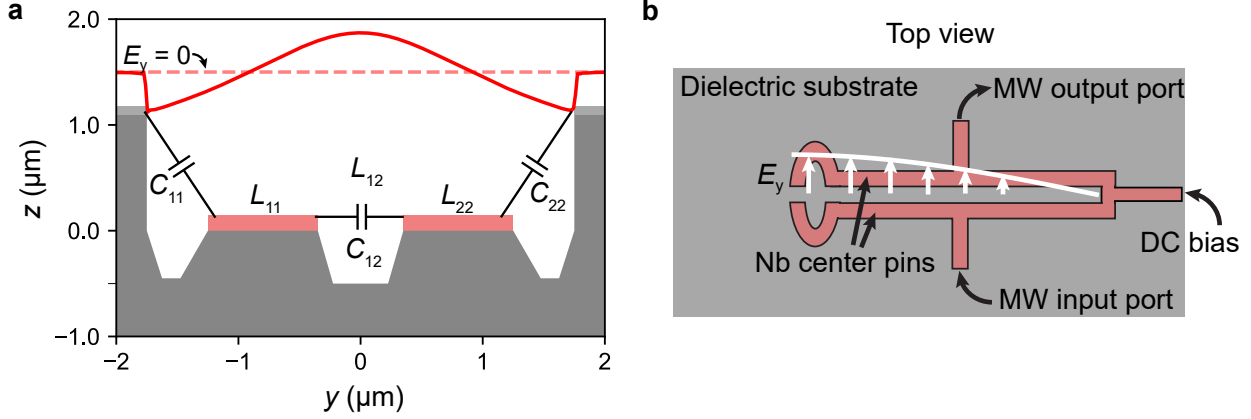 a
2.0
1.0
0.0
−1.0
z (μm)
−2
−1
0
1
2
y (μm)
E_y = 0
C_11
L_11
L_12
C_12
L_22
C_22
b
Top view
Dielectric substrate
MW output port
E_y
Nb center pins
DC bias
MW input port